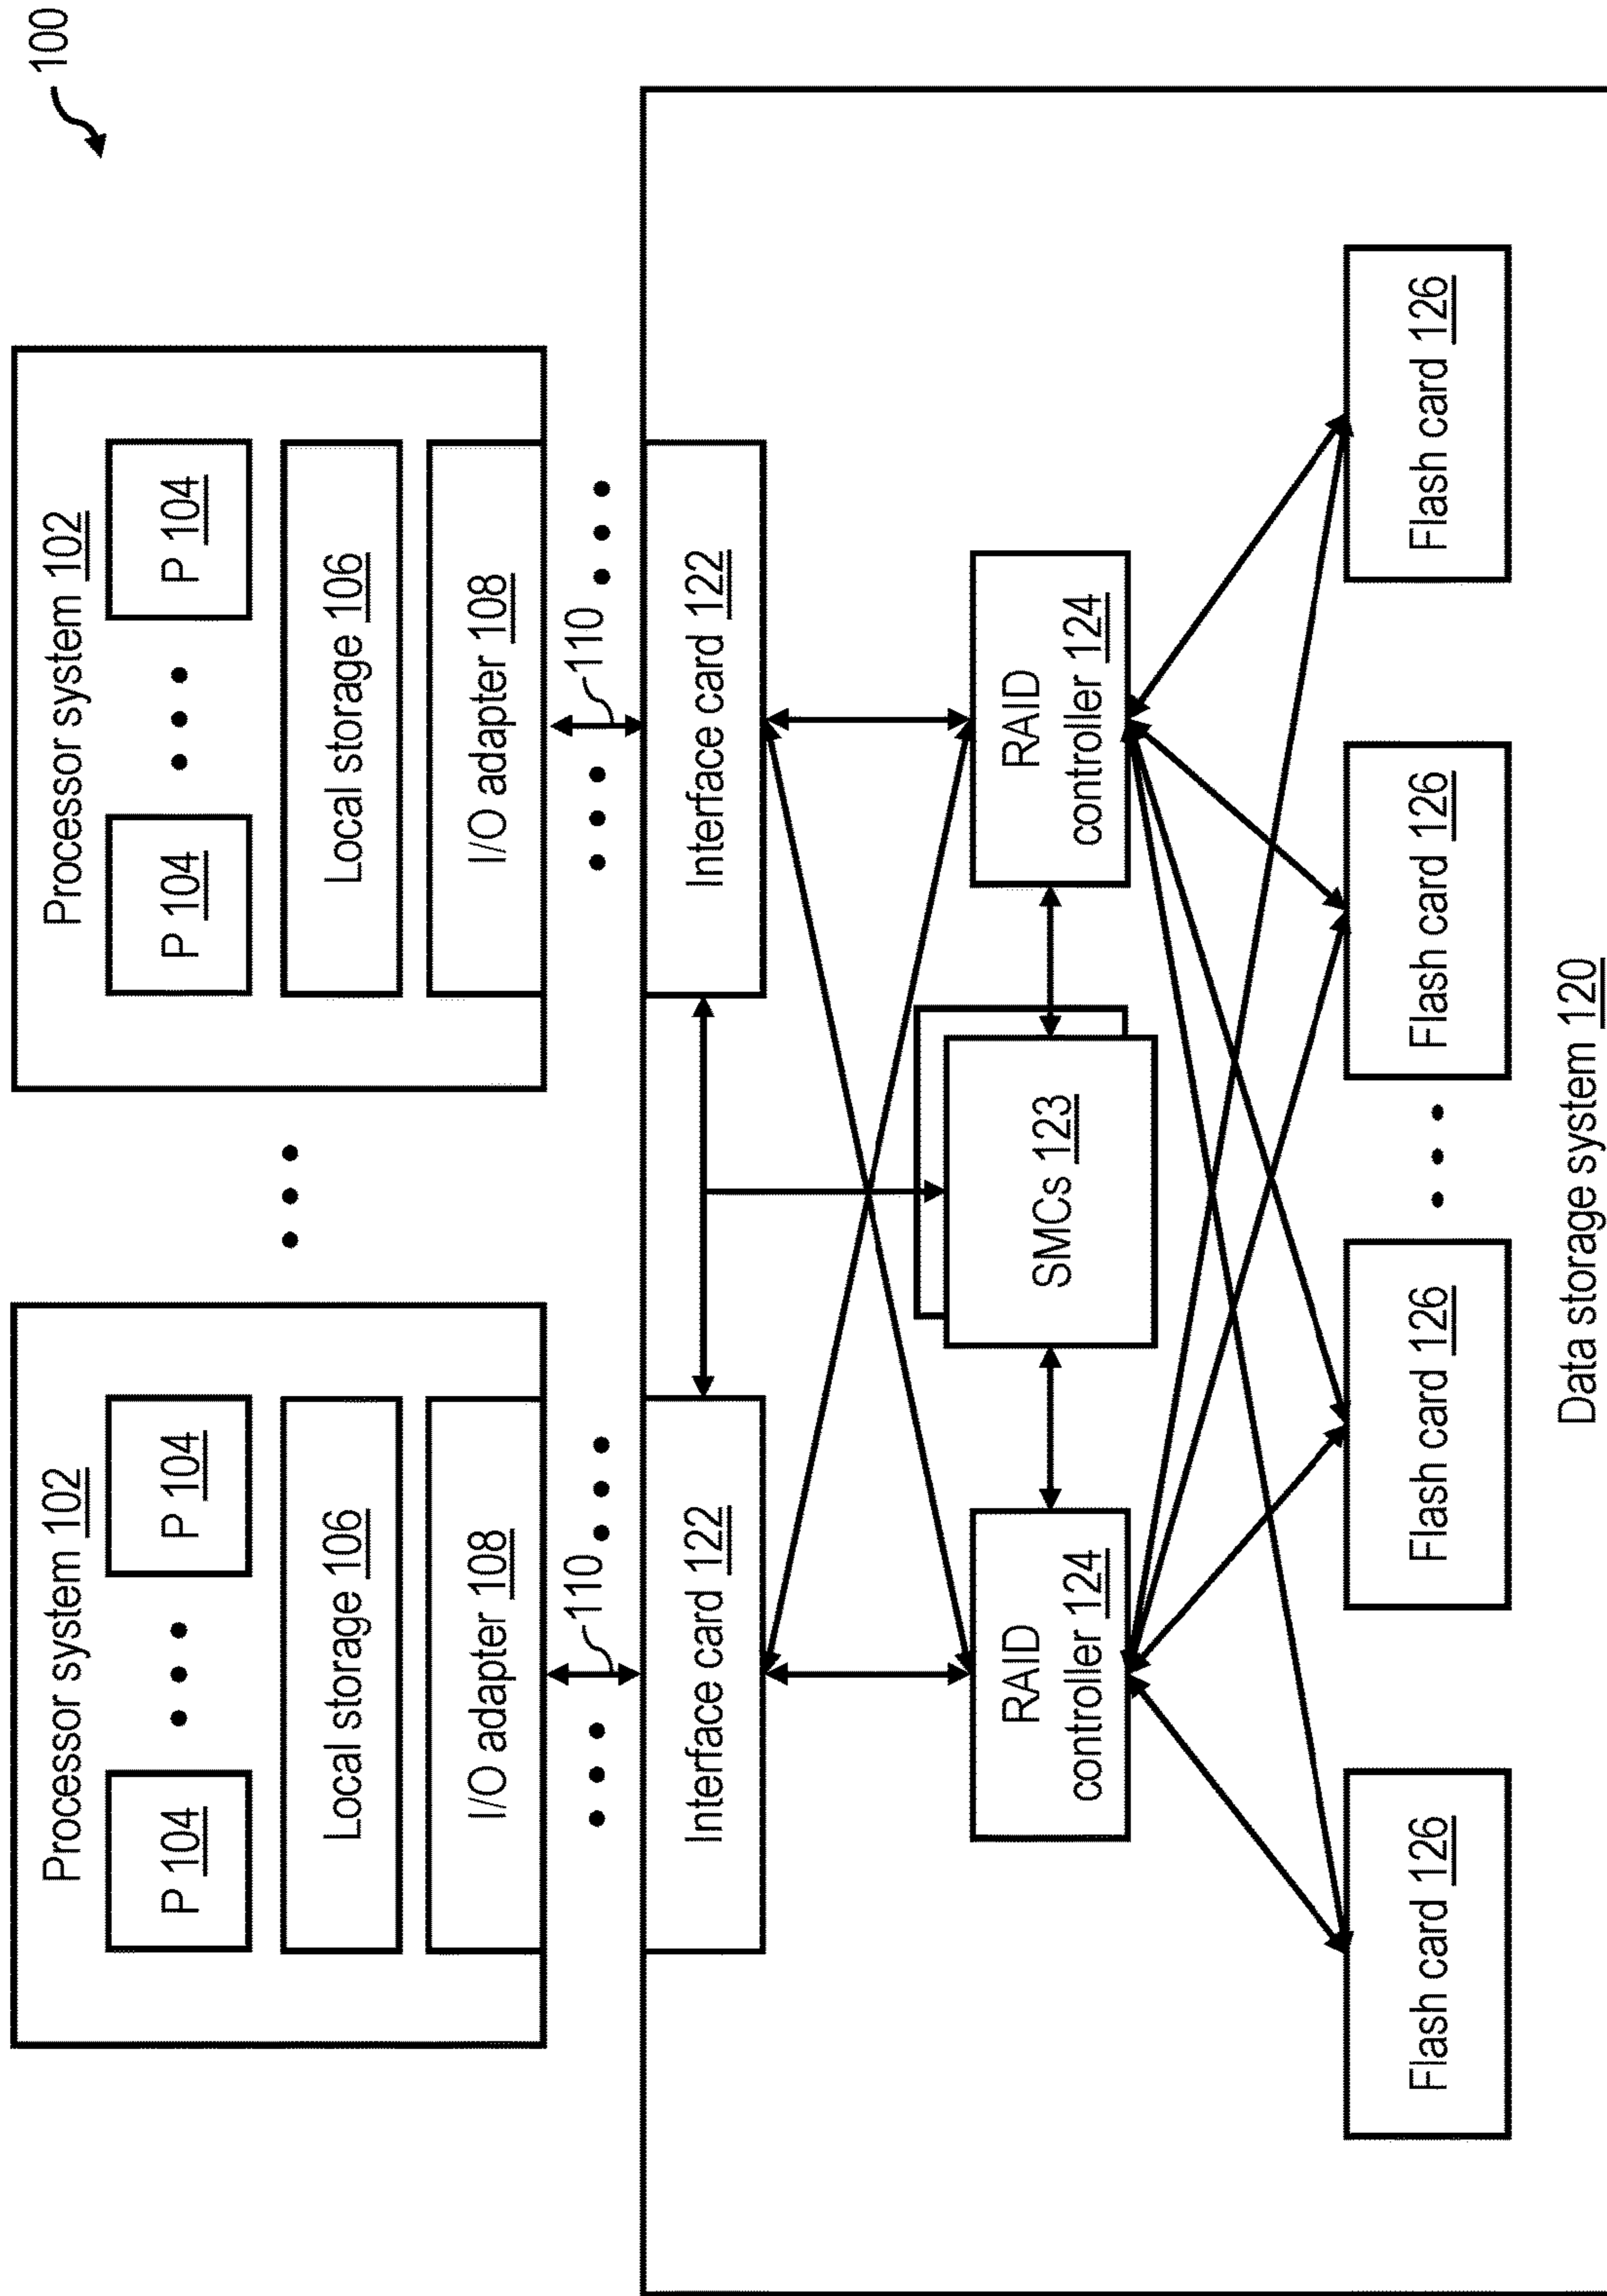 100
Processor system 102
Processor system 102
P 104
P 104
P 104
P 104
Local storage 106
Local storage 106
I/O adapter 108
I/O adapter 108
110
110
Interface card 122
Interface card 122
RAID
controller 124
SMCs 123
RAID
controller 124
Flash card 126
Flash card 126
Flash card 126
Flash card 126
Data storage system 120